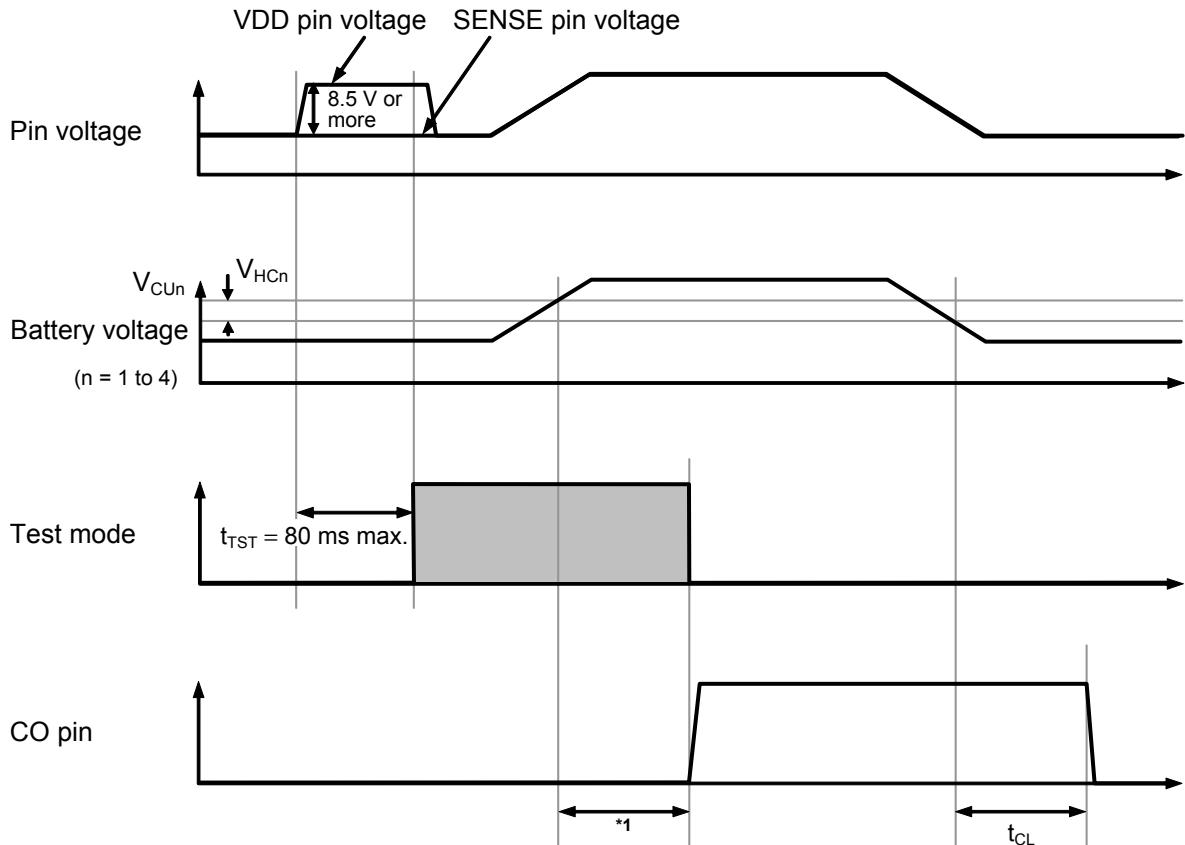 VDD pin voltage
SENSE pin voltage
8.5 V or
more
Pin voltage
VCUn
VHCn
Battery voltage
(n = 1 to 4)
Test mode
tTST = 80 ms max.
CO pin
*1
tCL